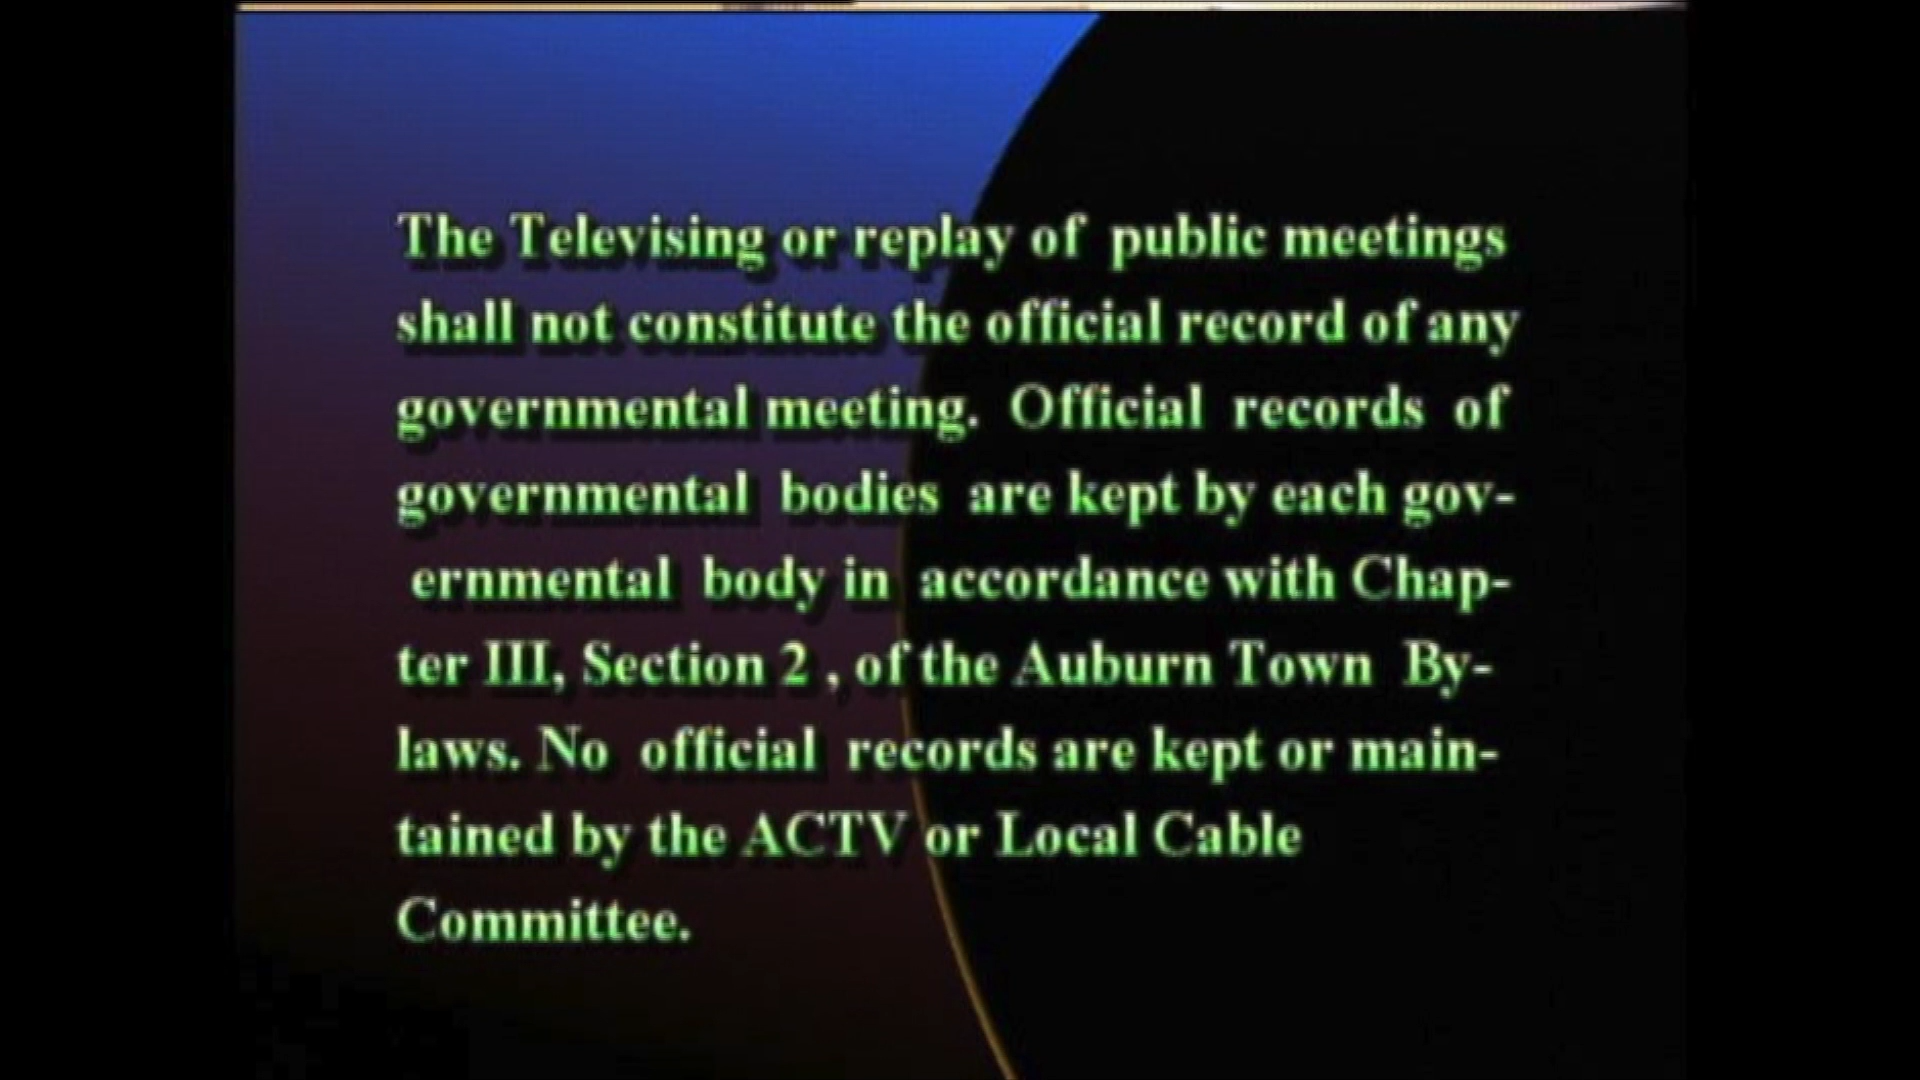 The Televising or replay of public meetings
shall not constitute the official record of any
governmental meeting. Official records of
governmental bodies are kept by each gov-
ernmental body in accordance with Chap-
ter III, Section 2 , of the Auburn Town By-
laws. No official records are kept or main-
tained by the ACTV or Local Cable
Committee.